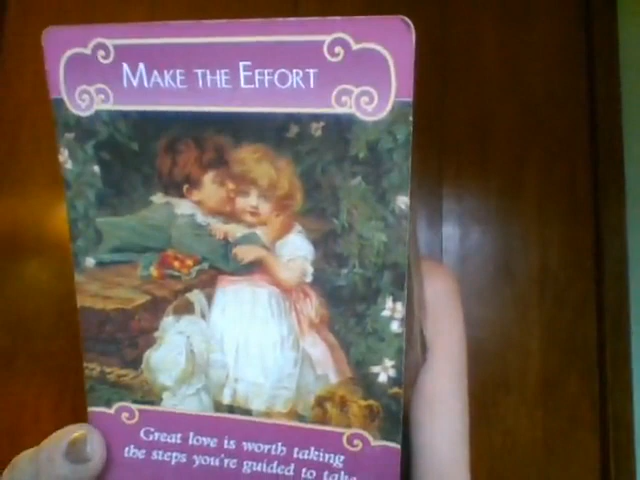 MAKE THE EFFORT
Great love is worth taking
the steps you're guided to take